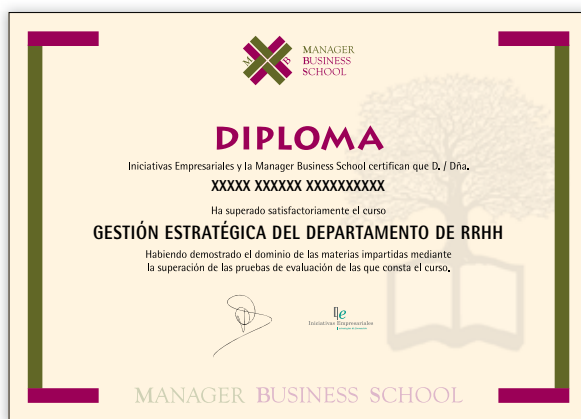 M B
MANAGER
BUSINESS
SCHOOL
DIPLOMA
Iniciativas Empresariales y la Manager Business School certifican que D. / Dña.
XXXXX XXXXXX XXXXXXXXXX
Ha superado satisfactoriamente el curso
GESTIÓN ESTRATÉGICA DEL DEPARTAMENTO DE RRHH
Habiendo demostrado el dominio de las materias impartidas mediante
la superación de las pruebas de evaluación de las que consta el curso.
Ie
Iniciativas Empresariales
MANAGER BUSINESS SCHOOL